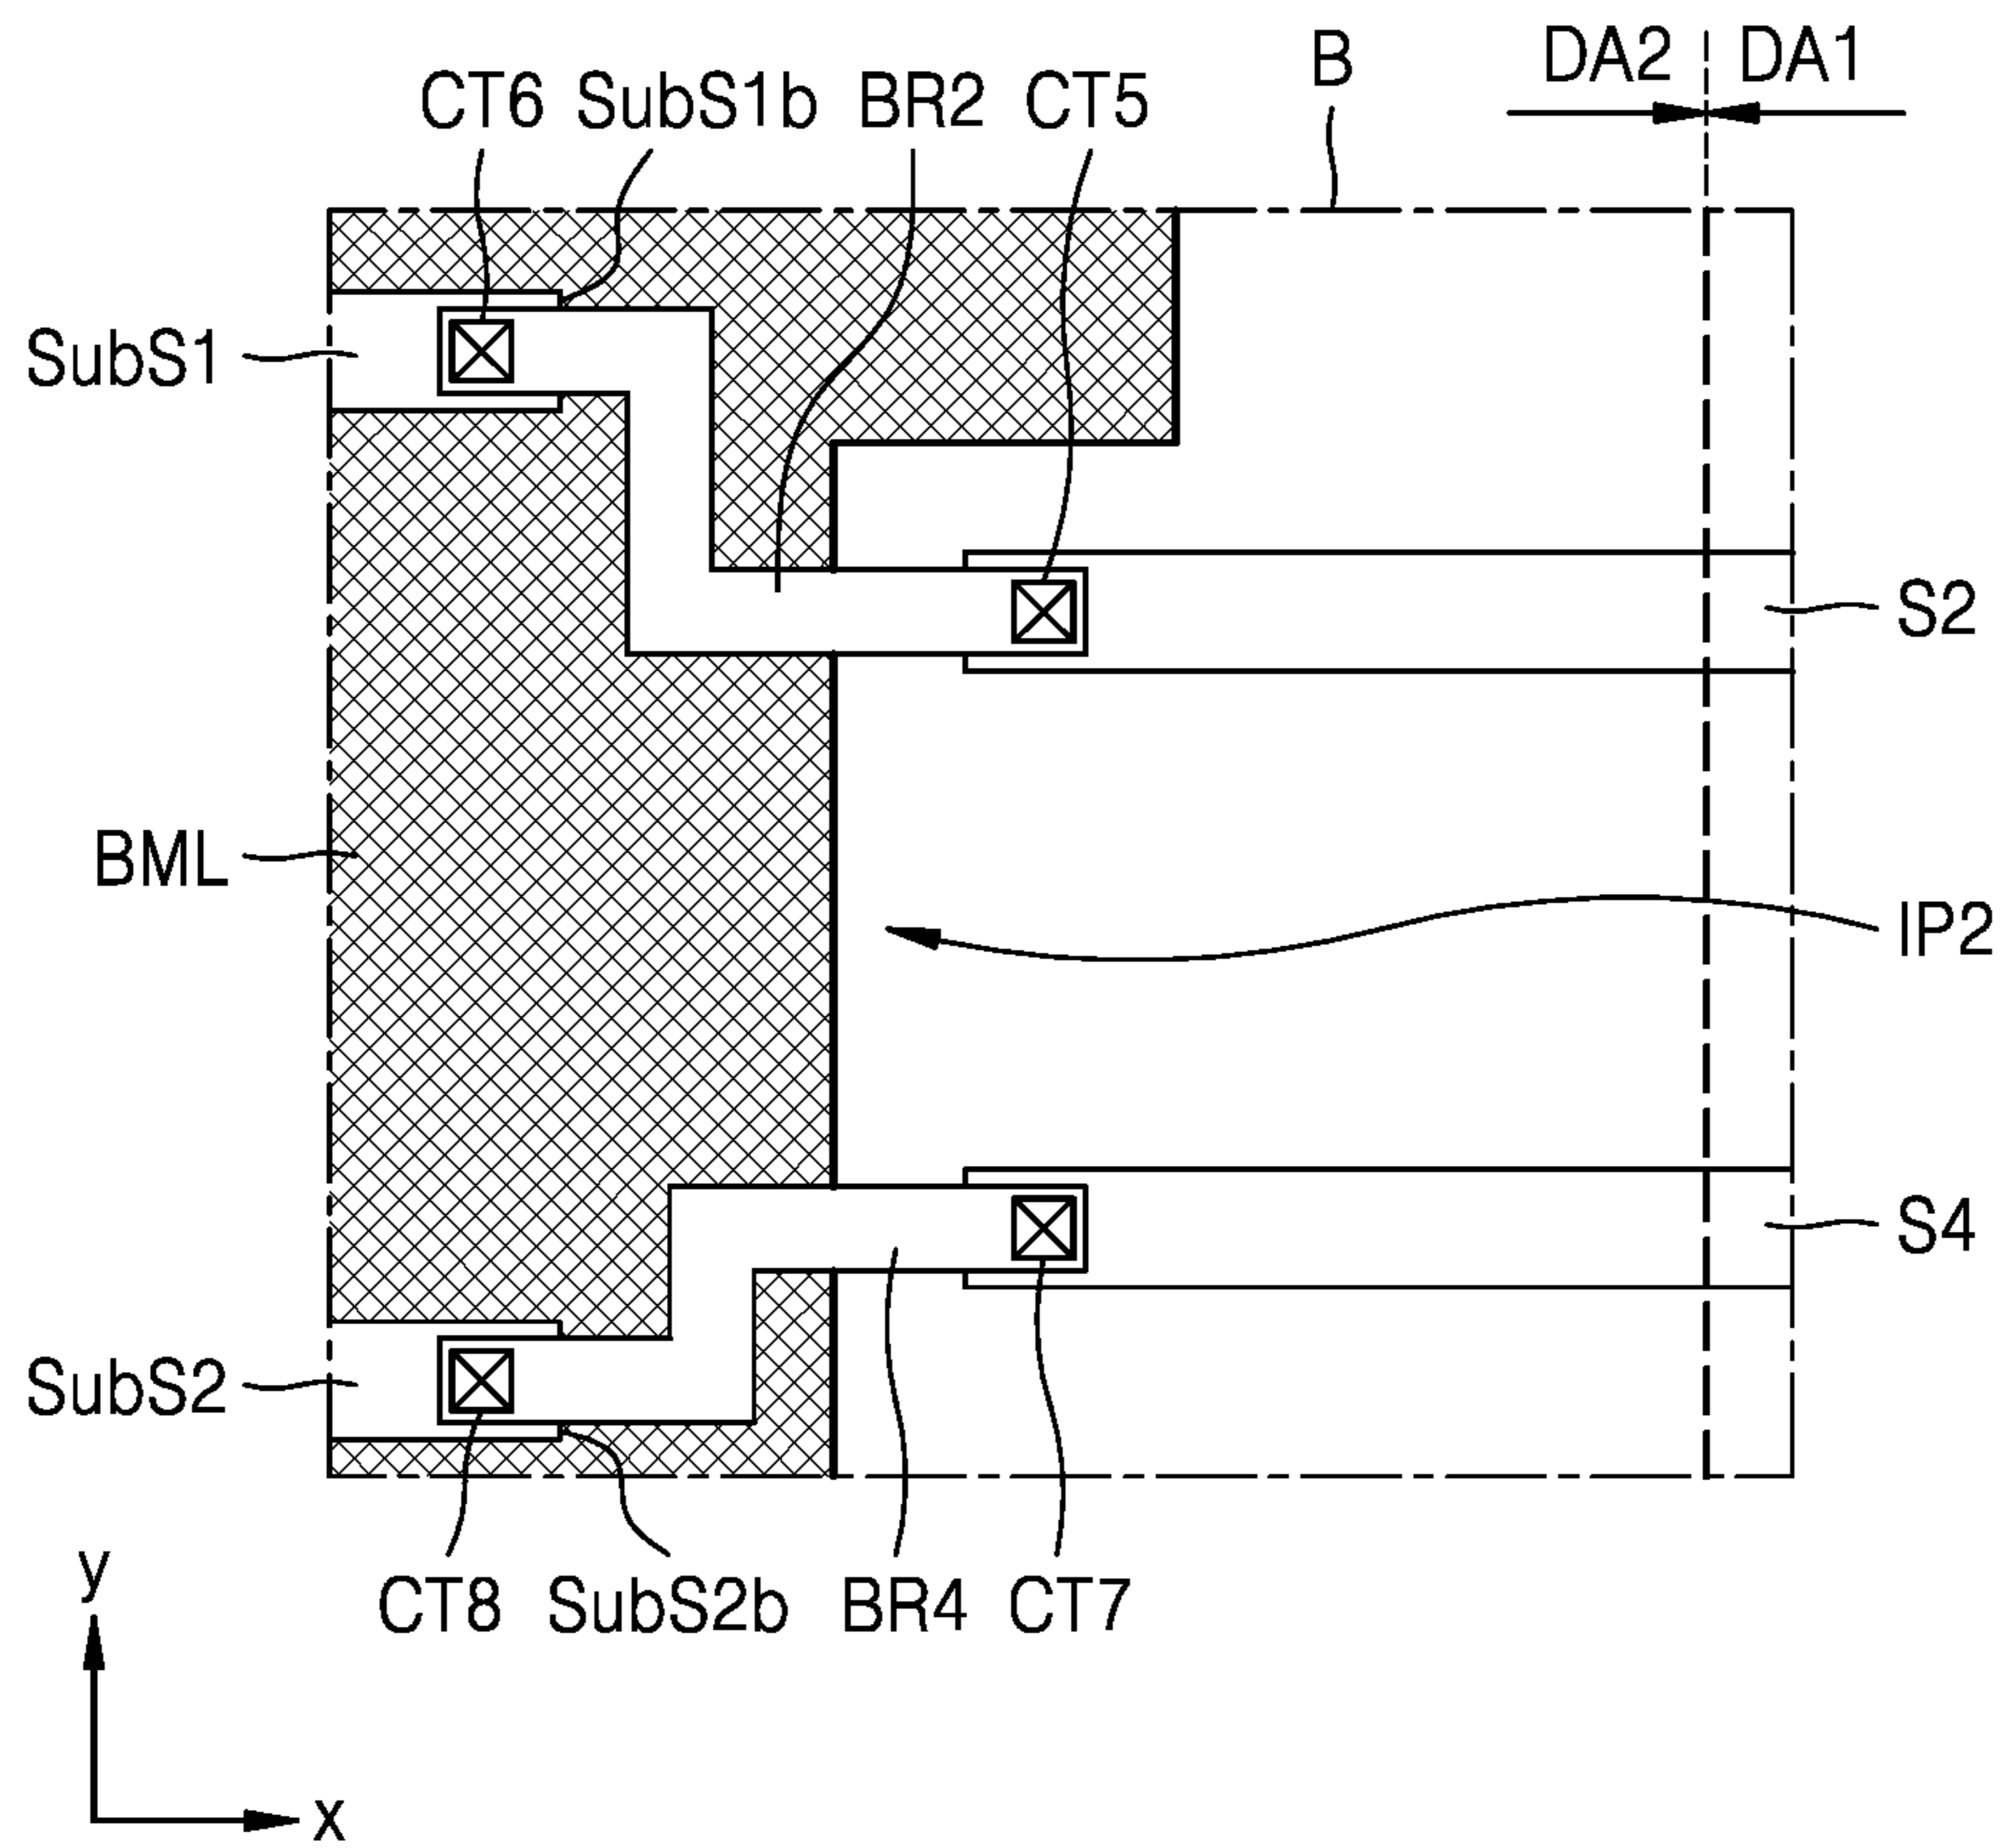 B DA2 DA1
CT6 SubS1b BR2 CT5
SubS1
S2
BML
IP2
S4
SubS2
CT8 SubS2b BR4 CT7
y
x